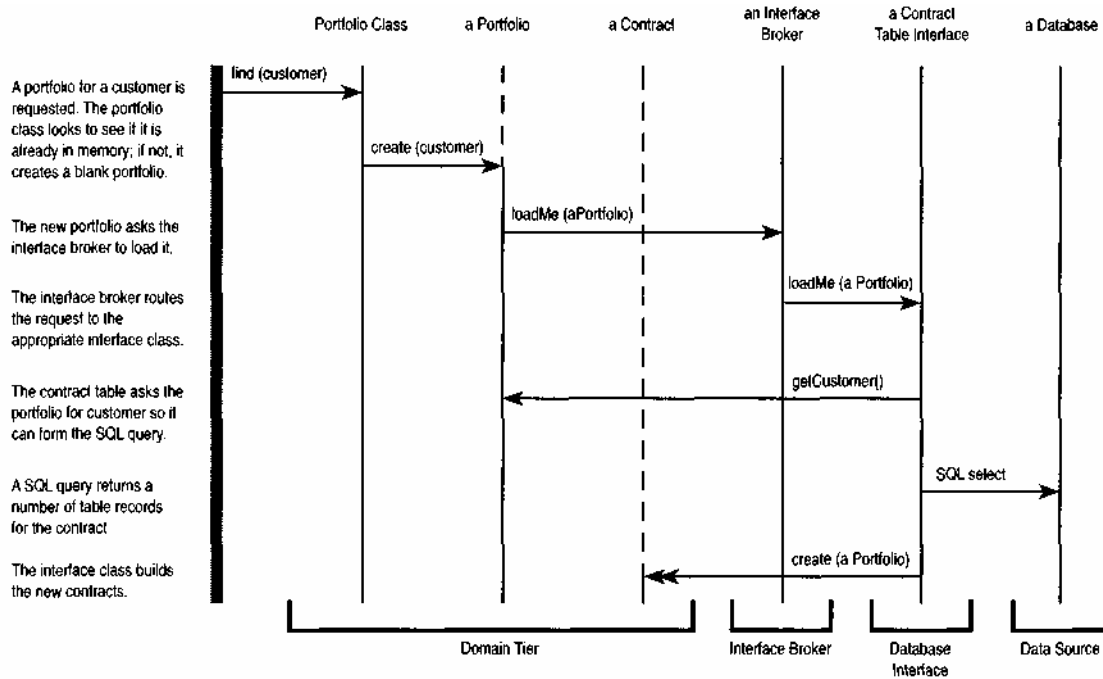 Portfolio Class
a Portfolio
a Contract
an Interface
Broker
a Contract
Table Interface
a Database
find (customer)
A portfolio for a customer is
requested. The portfolio
class looks to see if it is
already in memory; if not, it
creates a blank portfolio.
create (customer)
The new portfolio asks the
interface broker to load it.
loadMe (aPortfolio)
The interface broker routes
the request to the
appropriate interface class.
loadMe (a Portfolio)
The contract table asks the
portfolio for customer so it
can form the SQL query.
getCustomer()
A SQL query returns a
number of table records
for the contract
SQL select
The interface class builds
the new contracts.
create (a Portfolio)
Domain Tier
Interface Broker
Database
Interface
Data Source